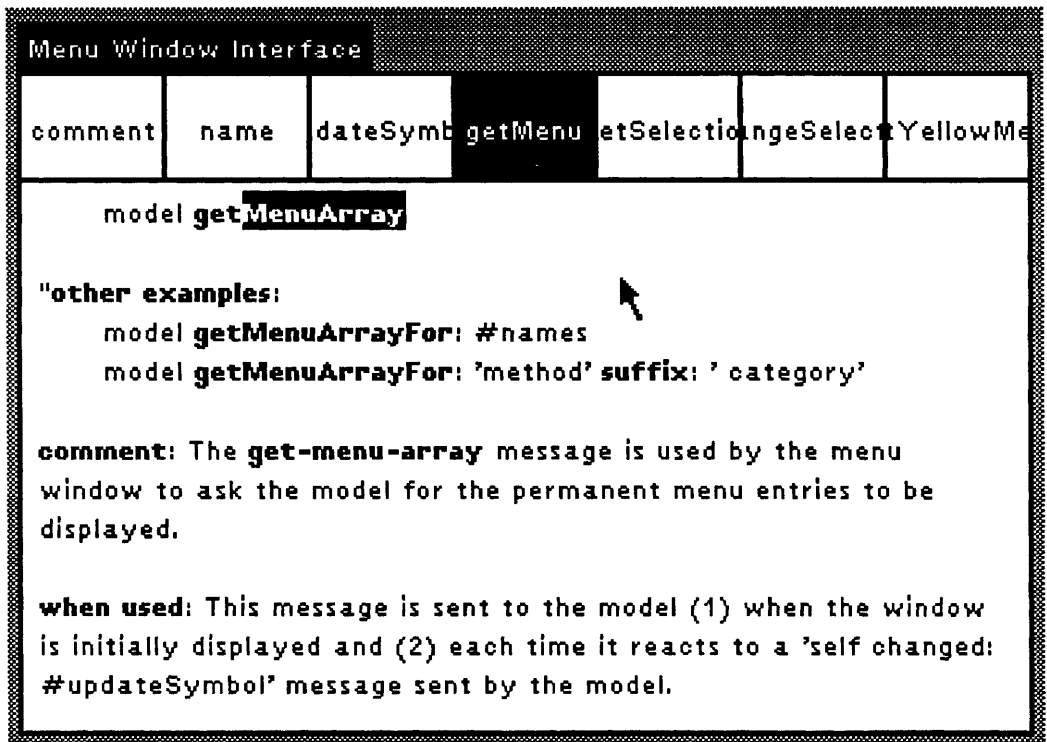 Menu Window Interface
comment name dateSymb getMenu etSelectio ngeSelect tYellowMe
model getMenuArray
"other examples:
model getMenuArrayFor: #names
model getMenuArrayFor: 'method' suffix: ' category'
comment: The get-menu-array message is used by the menu
window to ask the model for the permanent menu entries to be
displayed.
when used: This message is sent to the model (1) when the window
is initially displayed and (2) each time it reacts to a 'self changed:
#updateSymbol' message sent by the model.